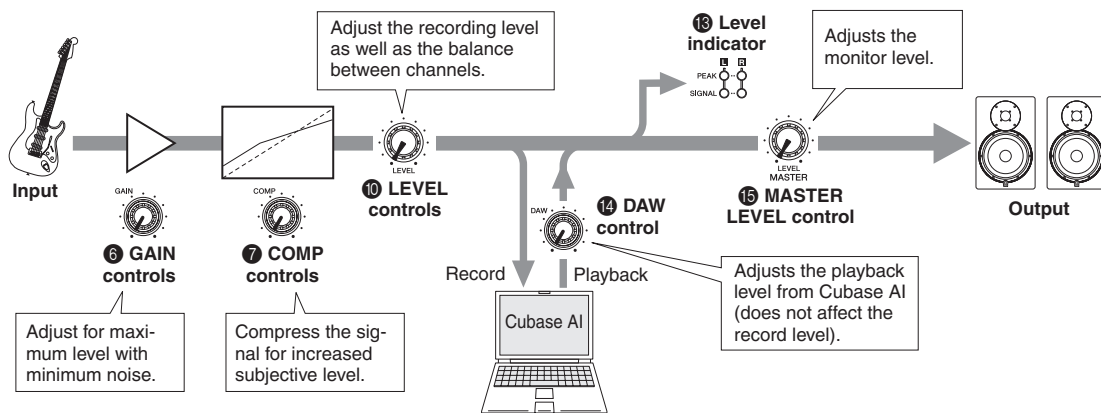 Adjust the recording level
as well as the balance
between channels.
⑬ Level
indicator
L R
PEAK
SIGNAL
Adjusts the
monitor level.
Input
GAIN
⑥ GAIN
controls
Adjust for maxi-
mum level with
minimum noise.
COMP
⑦ COMP
controls
Compress the sig-
nal for increased
subjective level.
LEVEL
⑩ LEVEL
controls
Record
Playback
Cubase AI
DAW
⑭ DAW
control
Adjusts the playback
level from Cubase AI
(does not affect the
record level).
LEVEL
MASTER
⑮ MASTER
LEVEL control
Output